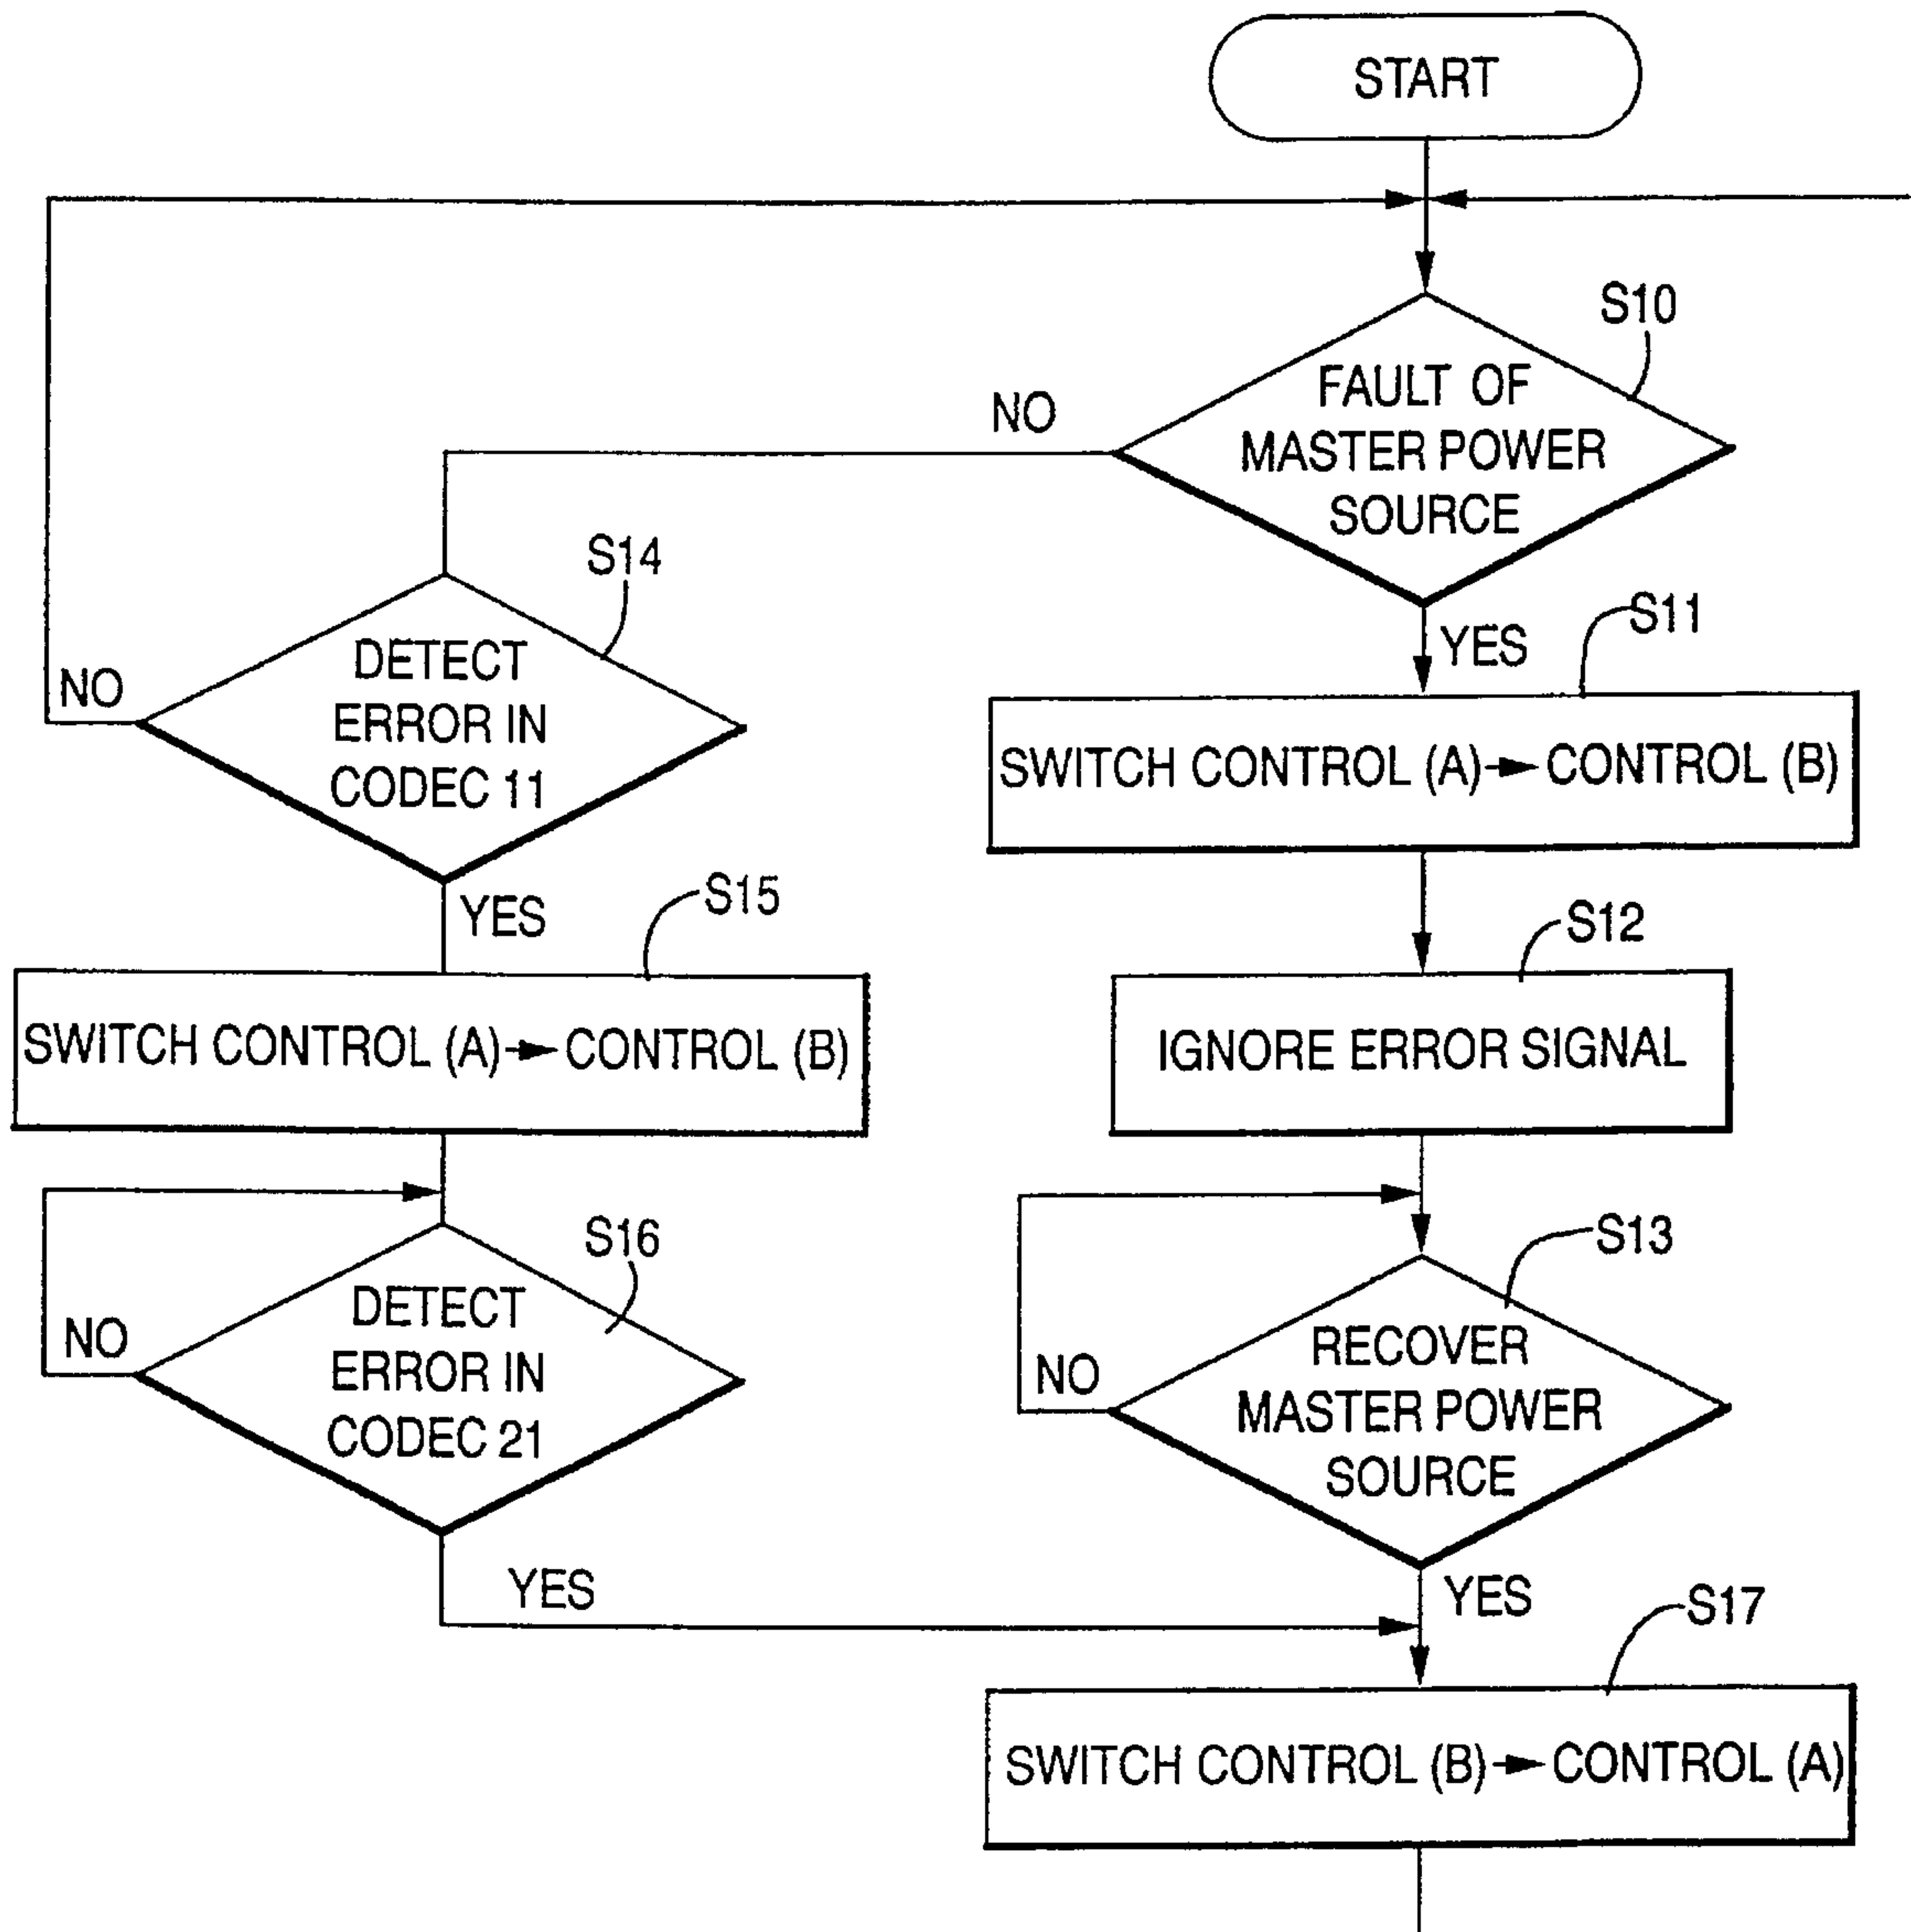 START
S10
FAULT OF
MASTER POWER
SOURCE
NO
YES
S14
DETECT
ERROR IN
CODEC 11
NO
YES
S11
SWITCH CONTROL (A)→CONTROL (B)
S15
SWITCH CONTROL (A)→CONTROL (B)
S12
IGNORE ERROR SIGNAL
S16
DETECT
ERROR IN
CODEC 21
NO
YES
S13
RECOVER
MASTER POWER
SOURCE
NO
YES
S17
SWITCH CONTROL (B)→CONTROL (A)